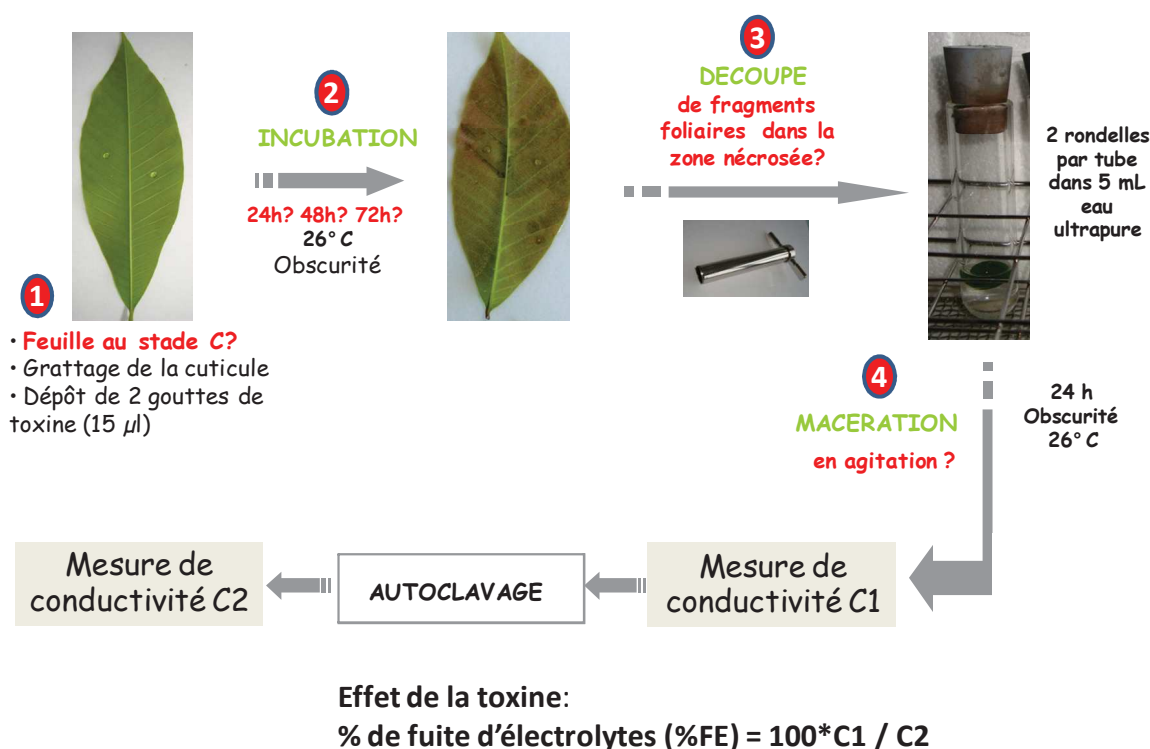 1
• Feuille au stade C?
• Grattage de la cuticule
• Dépôt de 2 gouttes de
toxine (15 µl)
2
INCUBATION
24h? 48h? 72h?
26° C
Obscurité
3
DECOUPE
de fragments
foliaires dans la
zone nécrosée?
2 rondelles
par tube
dans 5 mL
eau
ultrapure
4
MACERATION
en agitation ?
24 h
Obscurité
26° C
Mesure de
conductivité C1
AUTOCLAVAGE
Mesure de
conductivité C2
Effet de la toxine:
% de fuite d'électrolytes (%FE) = 100*C1 / C2